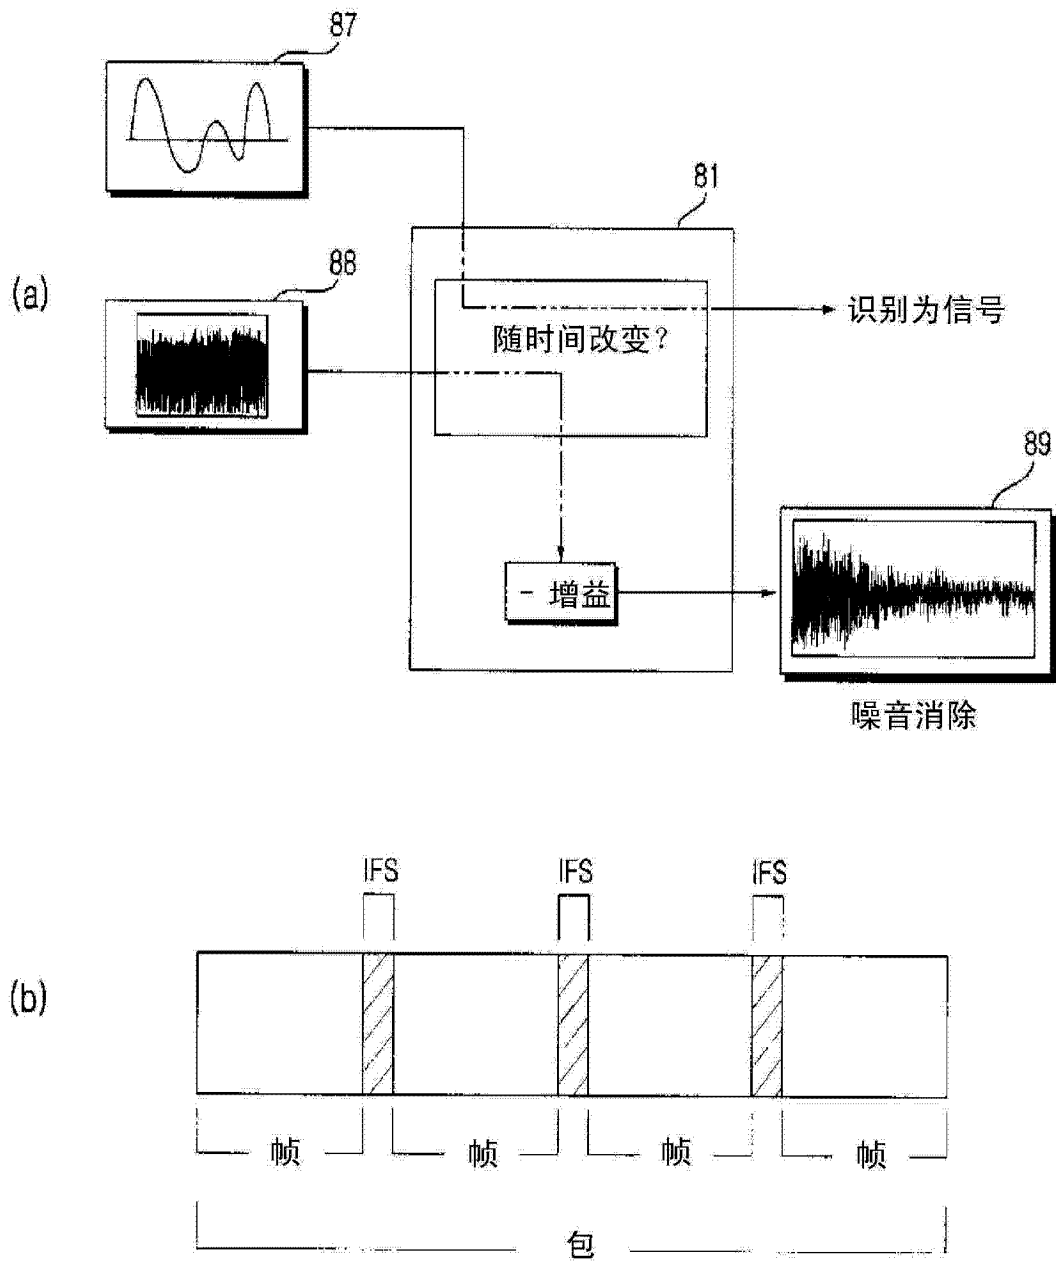 87
81
(a)
88
识别为信号
随时间改变?
89
- 增益
噪音消除
IFS IFS IFS
(b)
帧 帧 帧 帧
包